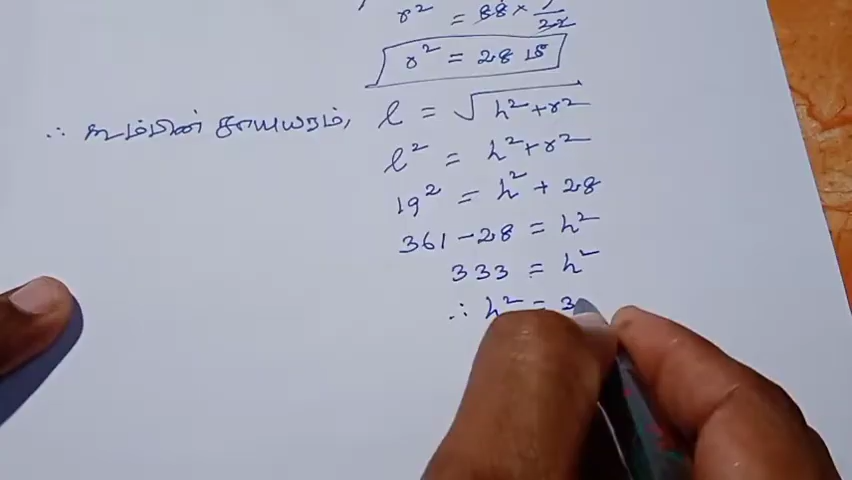 r² = 88 × 7/22
r² = 28 ச
∴ கூம்பின் சாயுயரம், l = √h²+r²
l² = h²+r²
19² = h² + 28
361 - 28 = h²
333 = h²
∴ h² = 3